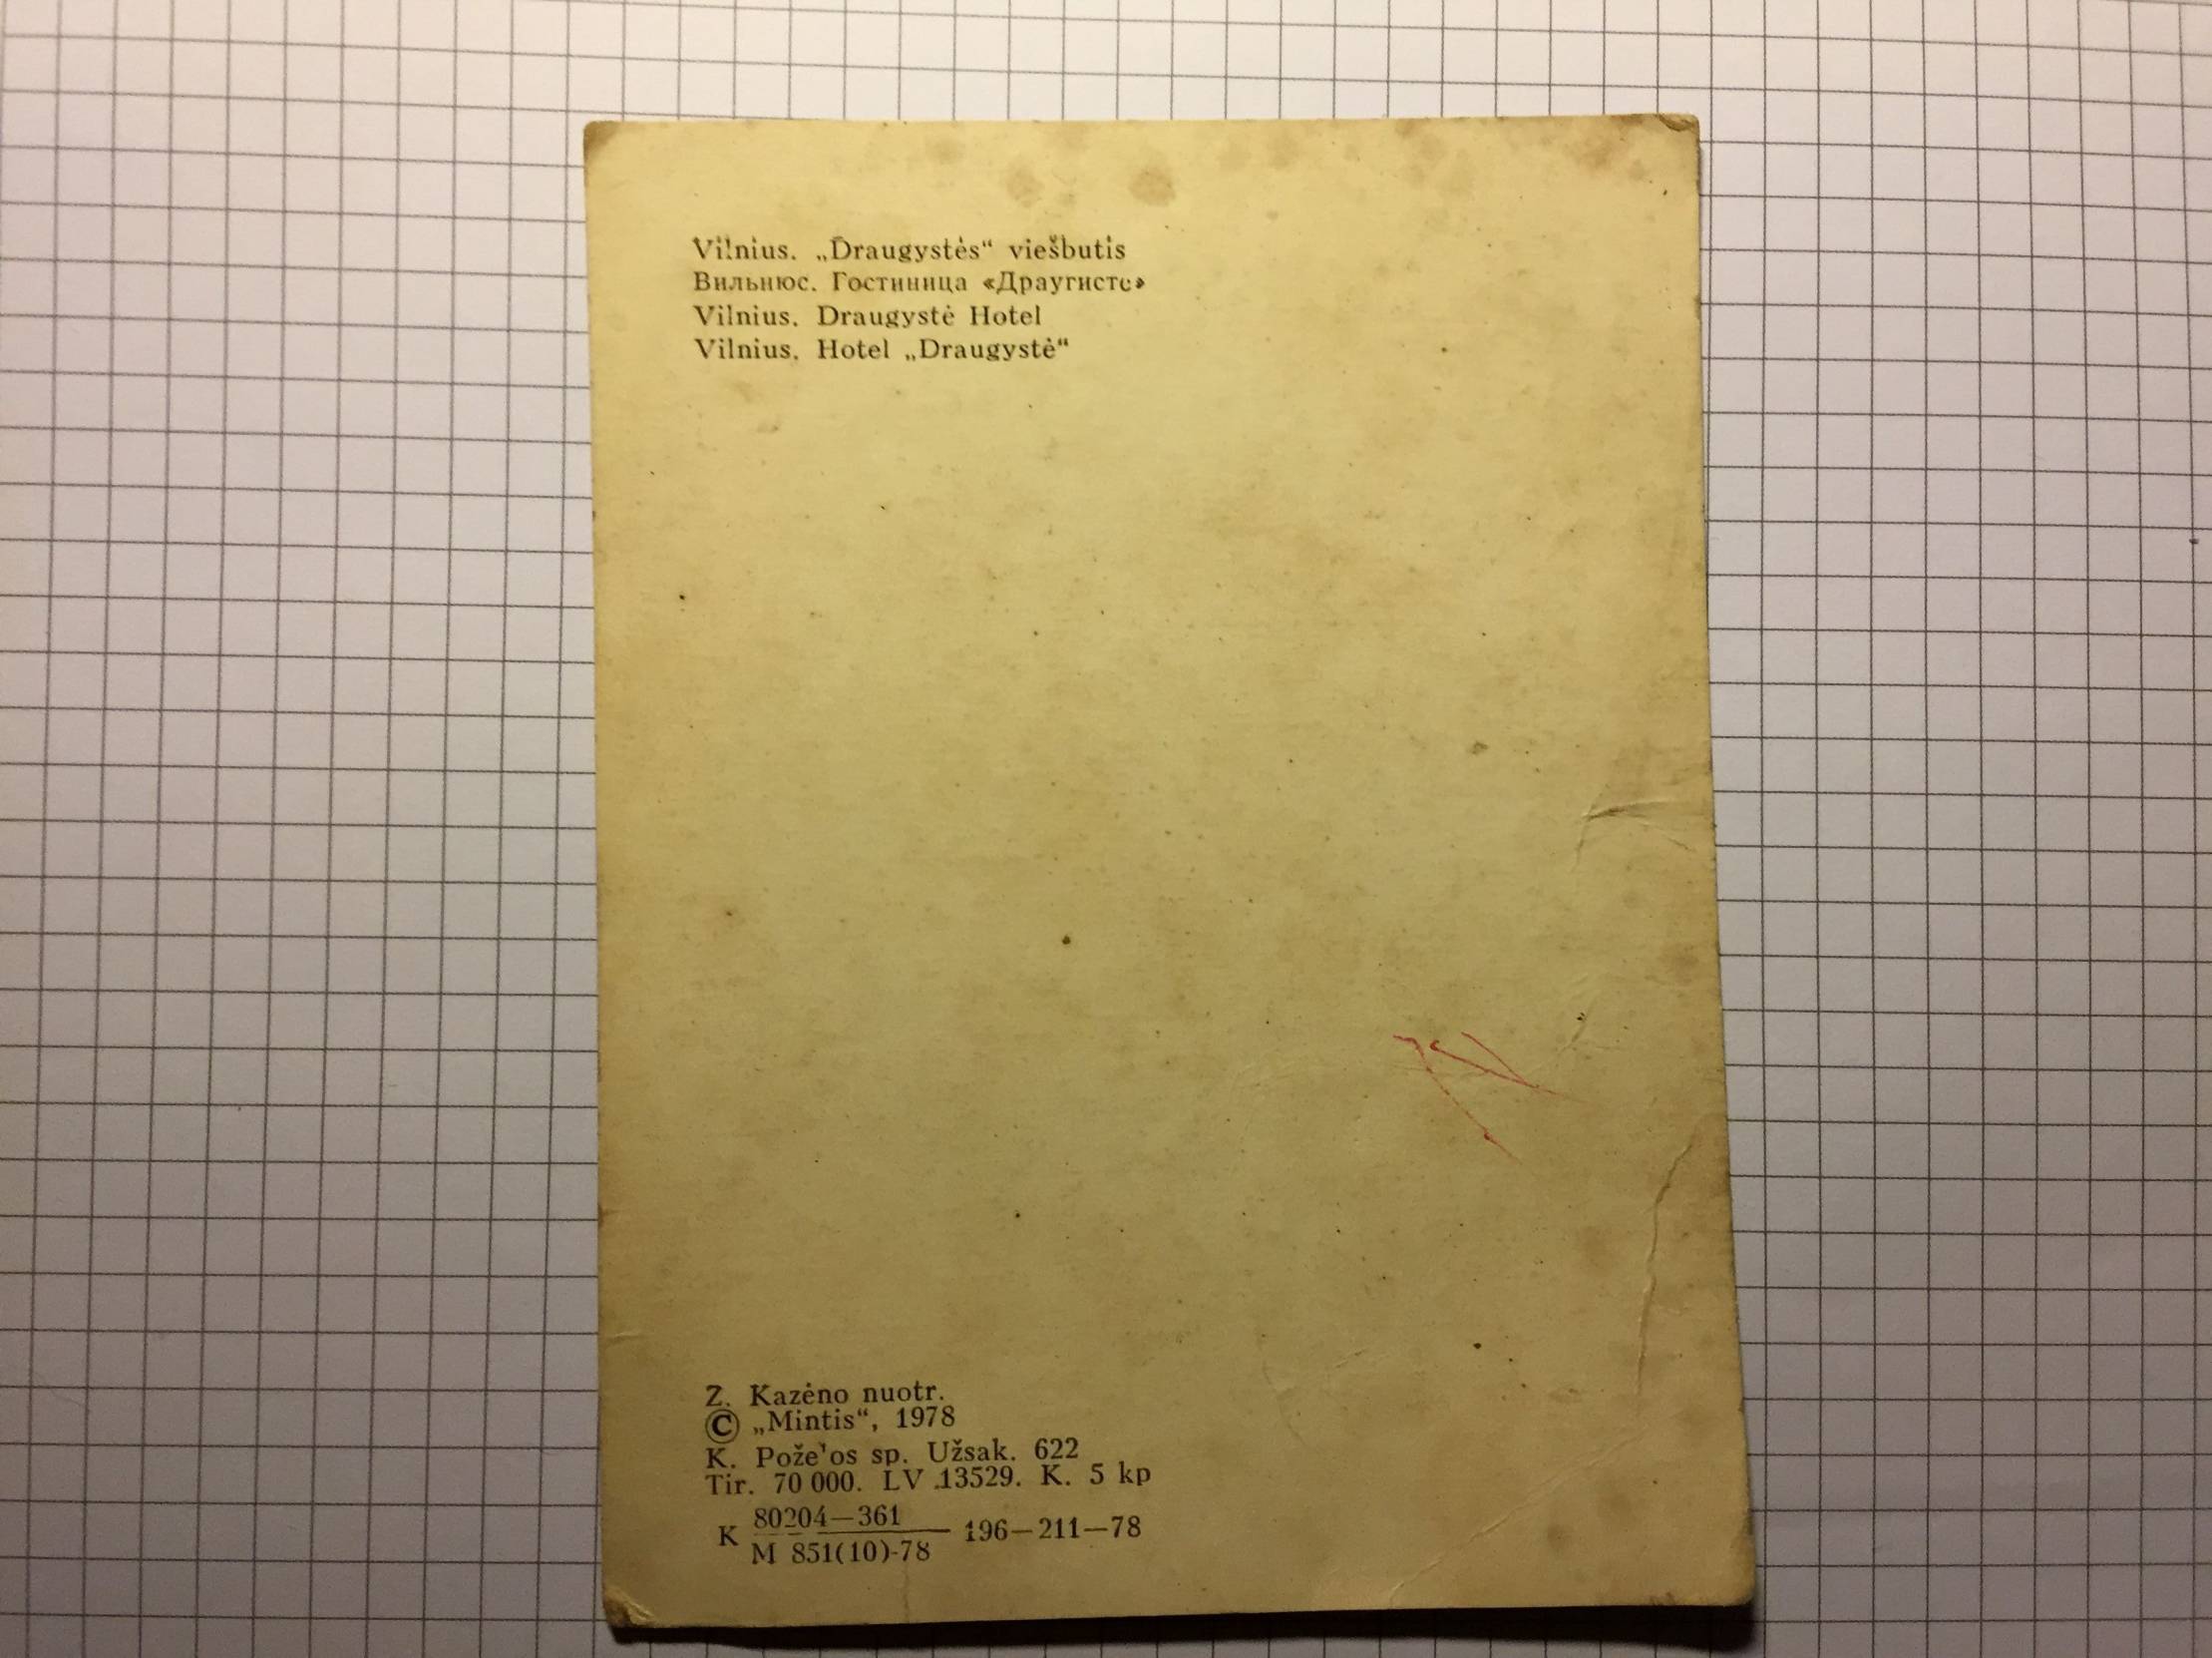 Vilnius. „Draugystės“ viešbutis
Вильнюс. Гостиница «Драугисте»
Vilnius. Draugystė Hotel
Vilnius. Hotel „Draugystė“
Z. Kazėno nuotr.
© „Mintis“, 1978
K. Pože'os sp. Užsak. 622
Tir. 70 000. LV 13529. K. 5 kp
K 80204—361 196—211—78
M 851(10)-78